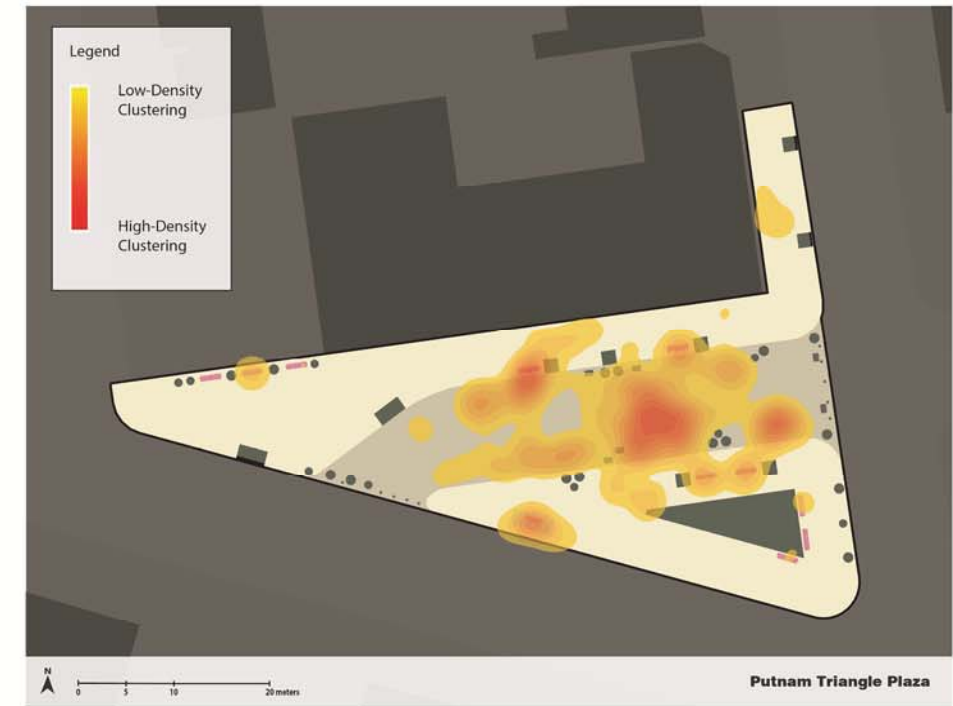 Legend
Low-Density
Clustering
High-Density
Clustering
N
0 5 10 20 meters
Putnam Triangle Plaza